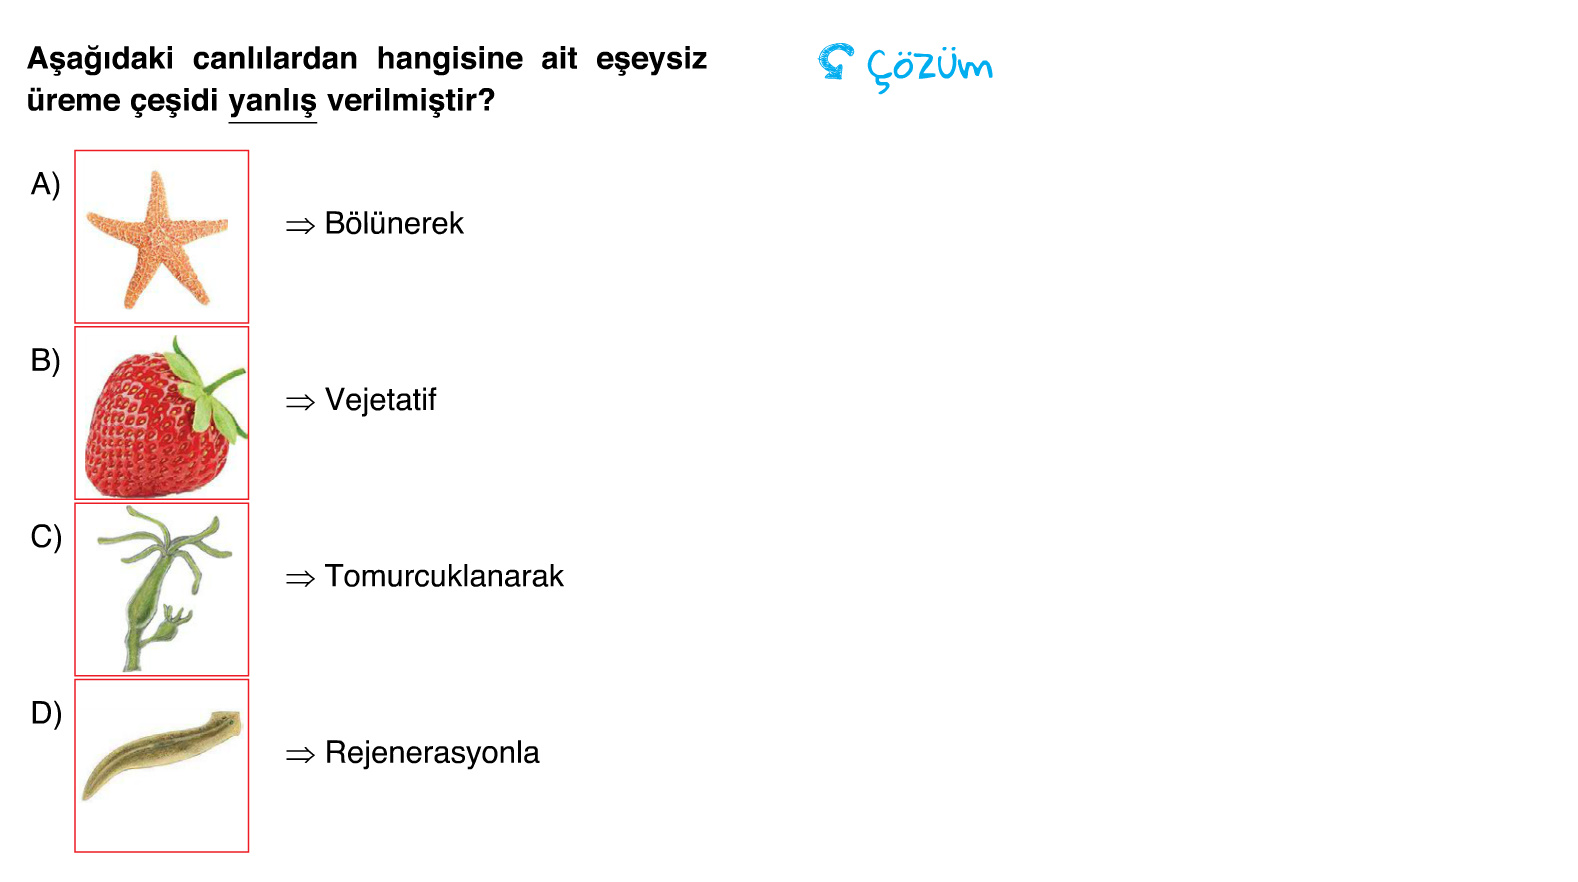 Aşağıdaki canlılardan hangisine ait eşeysiz
üreme çeşidi yanlış verilmiştir?
Çözüm
A)
⇒ Bölünerek
B)
⇒ Vejetatif
C)
⇒ Tomurcuklanarak
D)
⇒ Rejenerasyonla